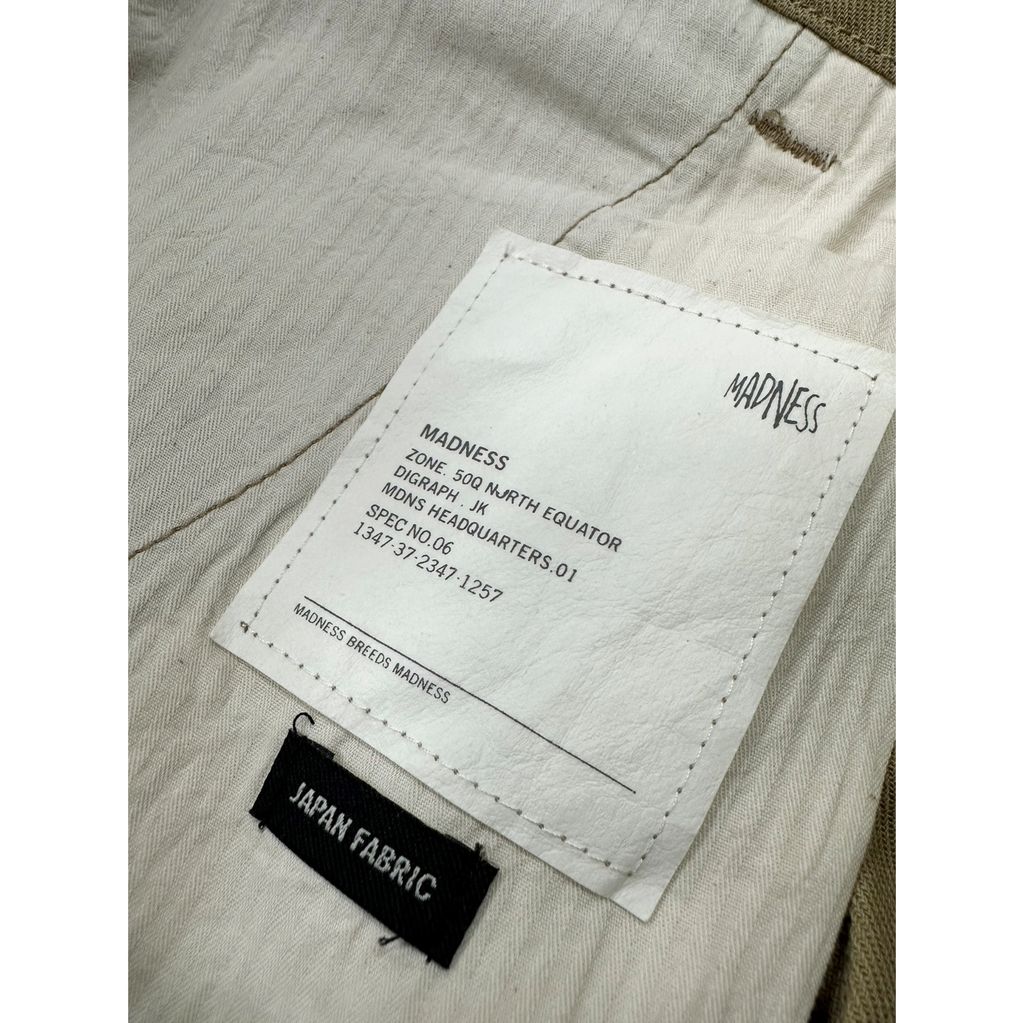 MADNESS
MADNESS
ZONE. 50Q NORTH EQUATOR
DIGRAPH . JK
MDNS HEADQUARTERS.01
SPEC NO.06
1347-37-2347-1257
MADNESS BREEDS MADNESS
JAPAN FABRIC